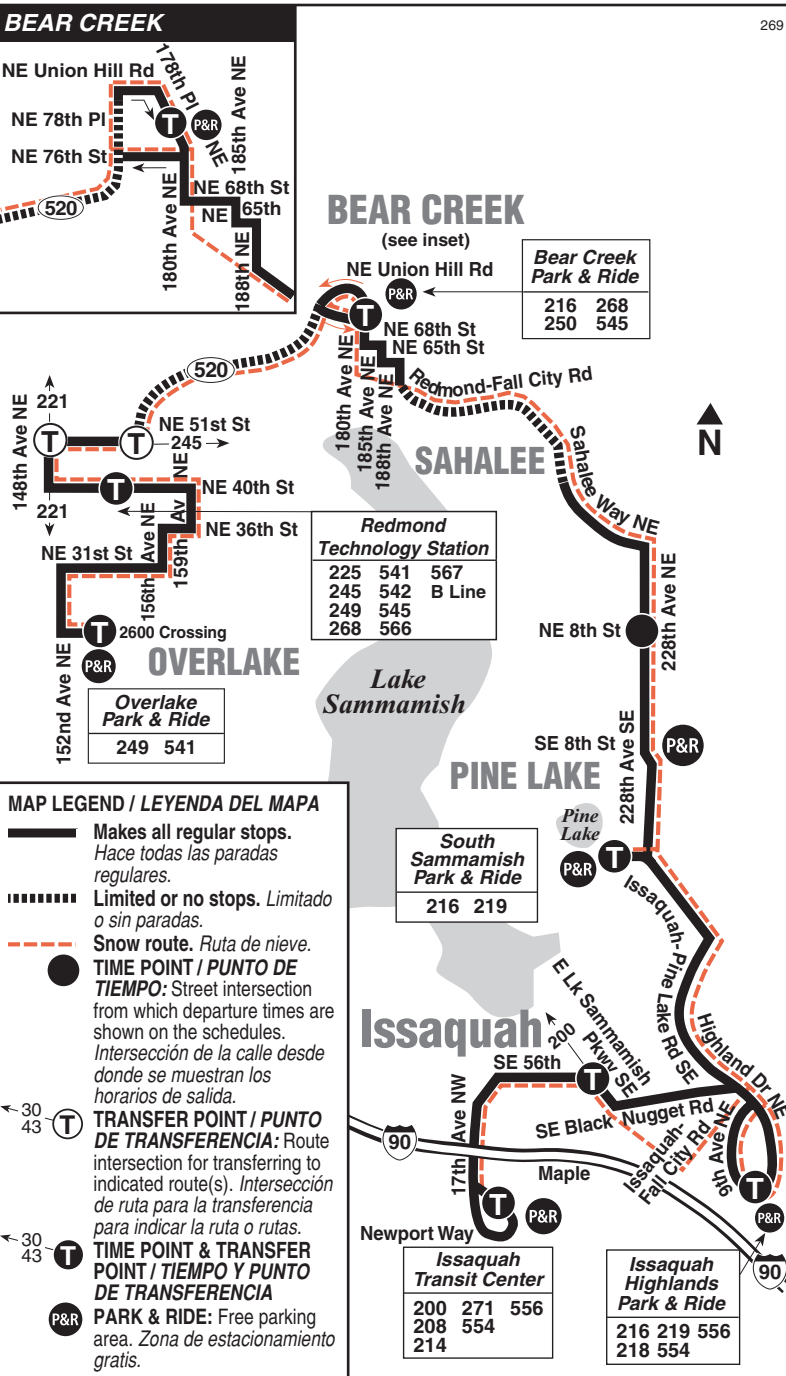 BEAR CREEK
269
NE Union Hill Rd
178th Pl NE
185th Ave NE
NE 78th Pl
T
P&R
NE 76th St
NE 68th St
NE 65th
520
180th Ave NE
188th NE
BEAR CREEK
(see inset)
NE Union Hill Rd
P&R
Bear Creek
Park & Ride
216 268
250 545
T
NE 68th St
NE 65th St
520
180th Ave NE
185th Ave NE
188th Ave NE
Redmond-Fall City Rd
N
148th Ave NE
221
T
T
NE 51st St
245
SAHALEE
Sahalee Way NE
T
NE 40th St
221
156th Ave NE
159th Av NE
NE 36th St
NE 31st St
Redmond
Technology Station
225 541 567
245 542 B Line
249 545
268 566
228th Ave NE
NE 8th St
T
2600 Crossing
P&R
OVERLAKE
152nd Ave NE
Overlake
Park & Ride
249 541
Lake
Sammamish
SE 8th St
228th Ave SE
P&R
PINE LAKE
Pine
Lake
P&R
T
South
Sammamish
Park & Ride
216 219
Issaquah-Pine Lake Rd SE
MAP LEGEND / LEYENDA DEL MAPA
Makes all regular stops.
Hace todas las paradas
regulares.
Limited or no stops. Limitado
o sin paradas.
Snow route. Ruta de nieve.
TIME POINT / PUNTO DE
TIEMPO: Street intersection
from which departure times are
shown on the schedules.
Intersección de la calle desde
donde se muestran los
horarios de salida.
30
43
T
TRANSFER POINT / PUNTO
DE TRANSFERENCIA: Route
intersection for transferring to
indicated route(s). Intersección
de ruta para la transferencia
para indicar la ruta o rutas.
30
43
T
TIME POINT & TRANSFER
POINT / TIEMPO Y PUNTO
DE TRANSFERENCIA
P&R
PARK & RIDE: Free parking
area. Zona de estacionamiento
gratis.
Issaquah
200
E Lk Sammamish
Pkwy SE
SE 56th
T
Highland Dr NE
SE Black Nugget Rd
Issaquah-
Fall City Rd
9th Ave NE
90
17th Ave NW
Maple
T
P&R
Newport Way
T
P&R
90
Issaquah
Transit Center
200 271 556
208 554
214
Issaquah
Highlands
Park & Ride
216 219 556
218 554